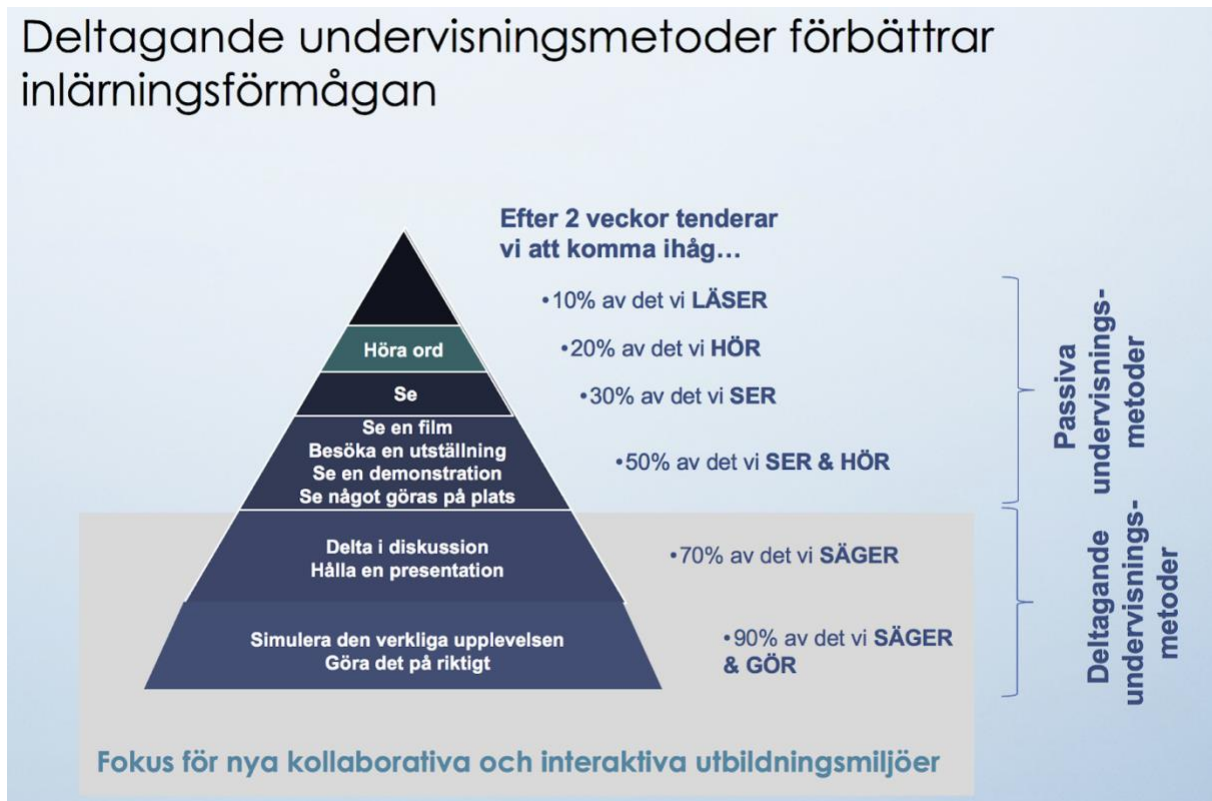 Deltagande undervisningsmetoder förbättrar
inlärningsförmågan
Efter 2 veckor tenderar
vi att komma ihåg…
•10% av det vi LÄSER
Höra ord
•20% av det vi HÖR
Se
•30% av det vi SER
Se en film
Besöka en utställning
Se en demonstration
Se något göras på plats
•50% av det vi SER & HÖR
Passiva
undervisnings-
metoder
Delta i diskussion
Hålla en presentation
•70% av det vi SÄGER
Simulera den verkliga upplevelsen
Göra det på riktigt
•90% av det vi SÄGER
& GÖR
Deltagande
undervisnings-
metoder
Fokus för nya kollaborativa och interaktiva utbildningsmiljöer